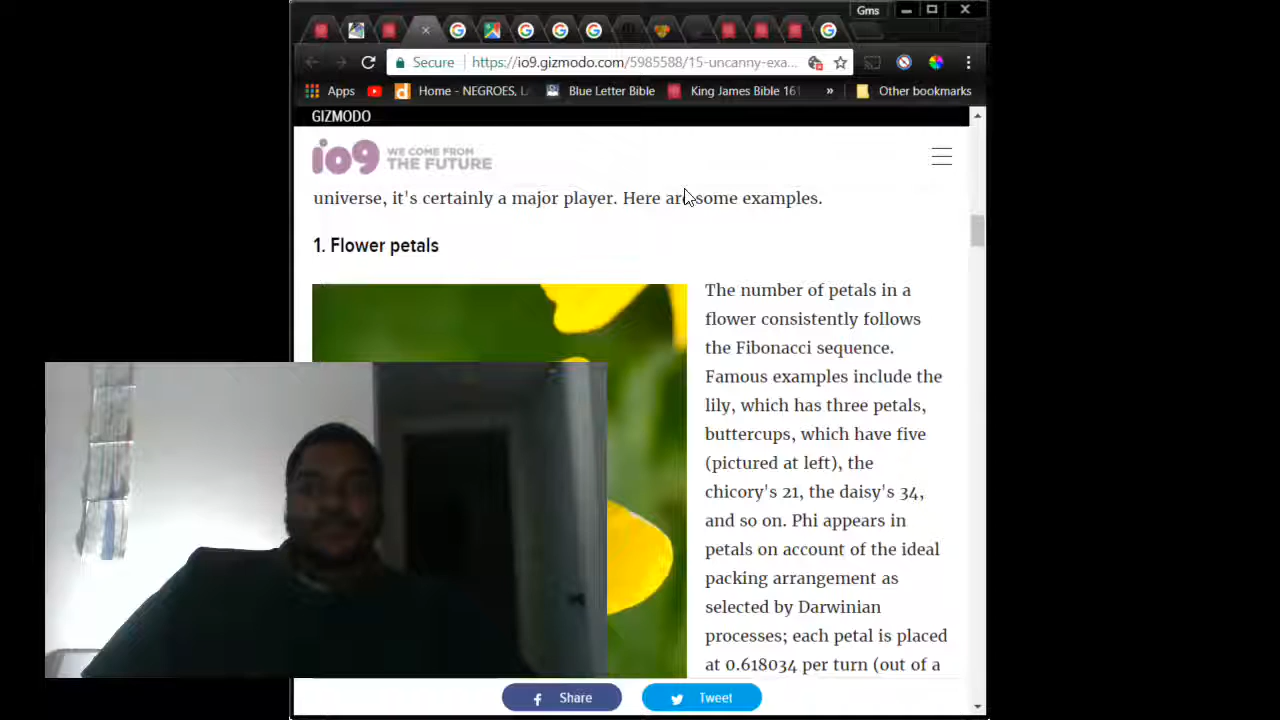 Gms
Secure https://io9.gizmodo.com/5985588/15-uncanny-exa...
Apps Home - NEGROES, L Blue Letter Bible King James Bible 161 » Other bookmarks
GIZMODO
io9 WE COME FROM
THE FUTURE
universe, it's certainly a major player. Here are some examples.
1. Flower petals
The number of petals in a
flower consistently follows
the Fibonacci sequence.
Famous examples include the
lily, which has three petals,
buttercups, which have five
(pictured at left), the
chicory's 21, the daisy's 34,
and so on. Phi appears in
petals on account of the ideal
packing arrangement as
selected by Darwinian
processes; each petal is placed
at 0.618034 per turn (out of a
Share
Tweet